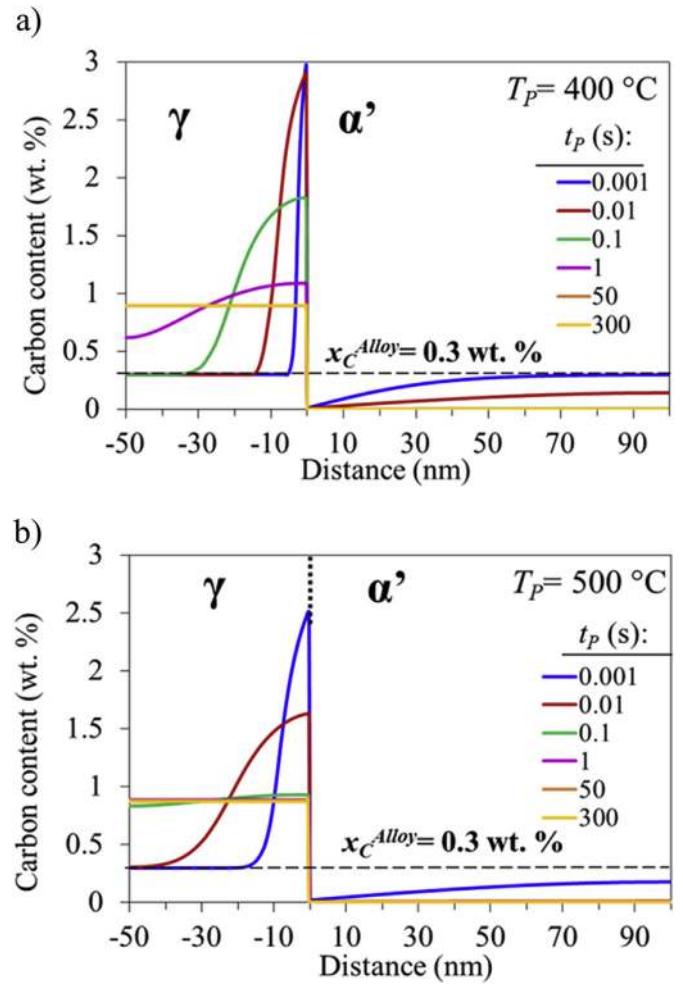 a)
3
2.5
2
1.5
1
0.5
0
Carbon content (wt. %)
γ
α’
T_P= 400 °C
t_P (s):
0.001
0.01
0.1
1
50
300
x_C^Alloy= 0.3 wt. %
-50 -30 -10 10 30 50 70 90
Distance (nm)
b)
3
2.5
2
1.5
1
0.5
0
Carbon content (wt. %)
γ
α’
T_P= 500 °C
t_P (s):
0.001
0.01
0.1
1
50
300
x_C^Alloy= 0.3 wt. %
-50 -30 -10 10 30 50 70 90
Distance (nm)